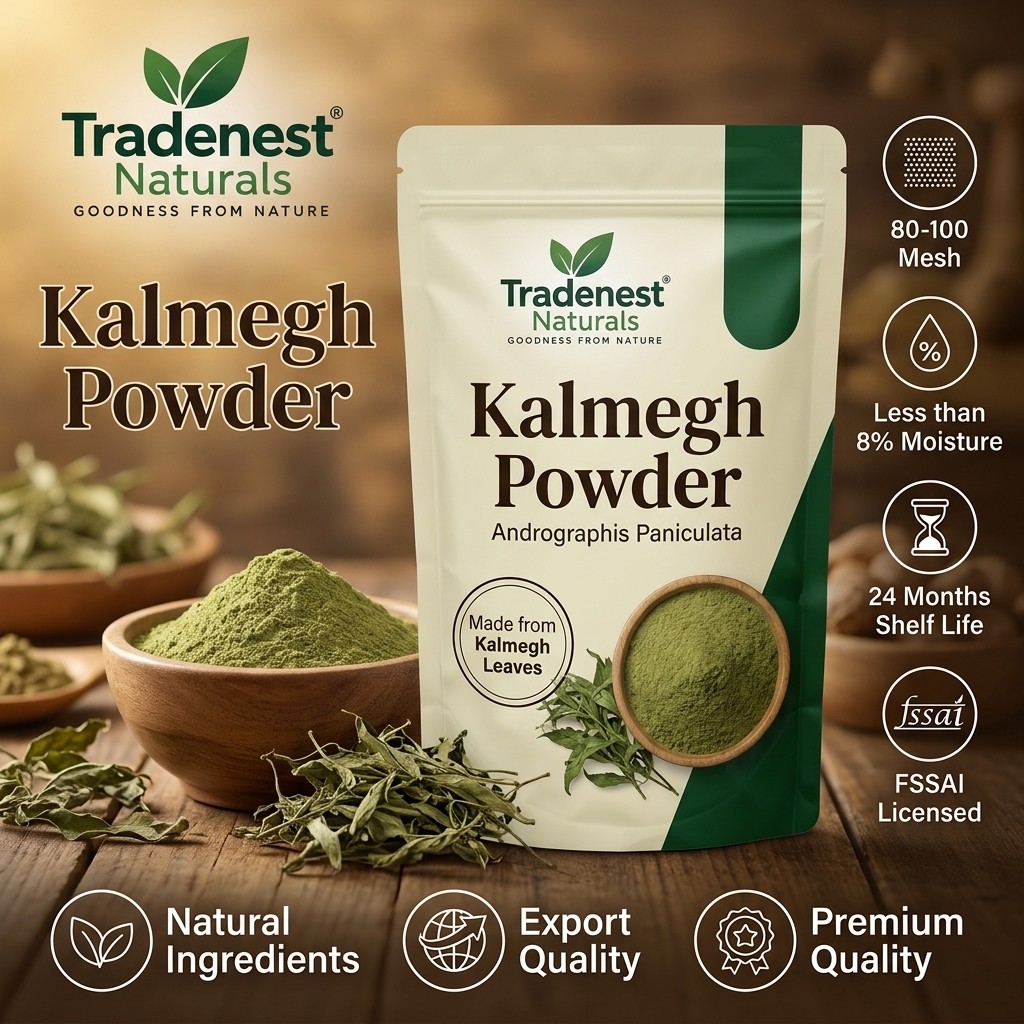 Tradenest®
Naturals
GOODNESS FROM NATURE
Kalmegh
Powder
Tradenest®
Naturals
GOODNESS FROM NATURE
Kalmegh
Powder
Andrographis Paniculata
Made from
Kalmegh
Leaves
80-100
Mesh
%
Less than
8% Moisture
24 Months
Shelf Life
fssai
FSSAI
Licensed
Natural
Ingredients
Export
Quality
Premium
Quality